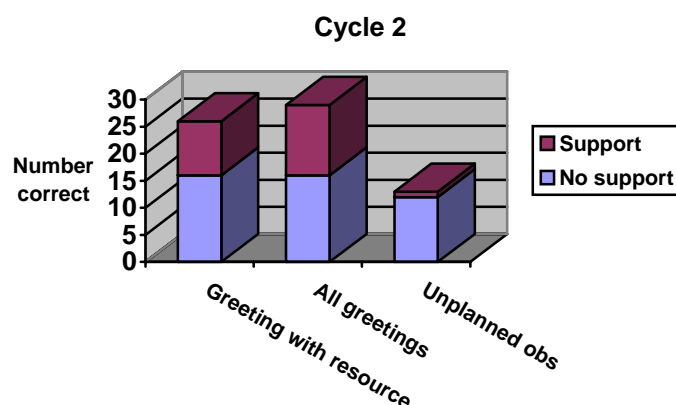 Cycle 2
30
25
20
15
10
5
0
Number
correct
Support
No support
Greeting with resource
All greetings
Unplanned obs